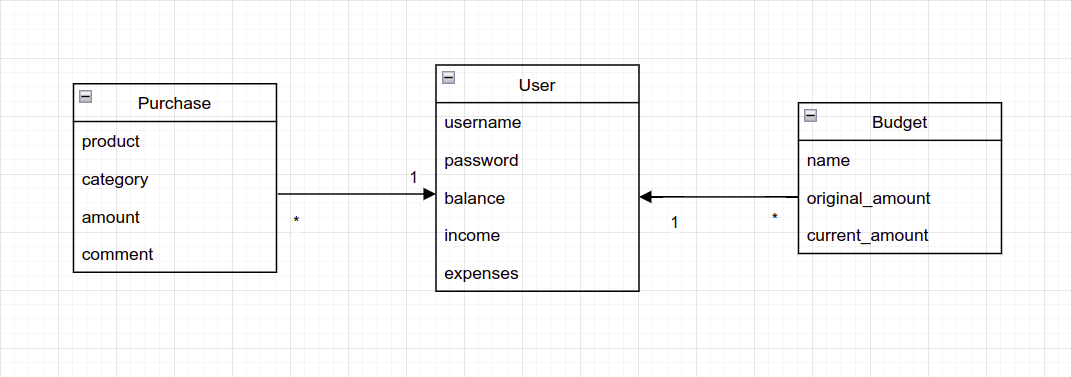 Purchase
product
category
amount
comment
*
1
User
username
password
balance
income
expenses
1
*
Budget
name
original_amount
current_amount